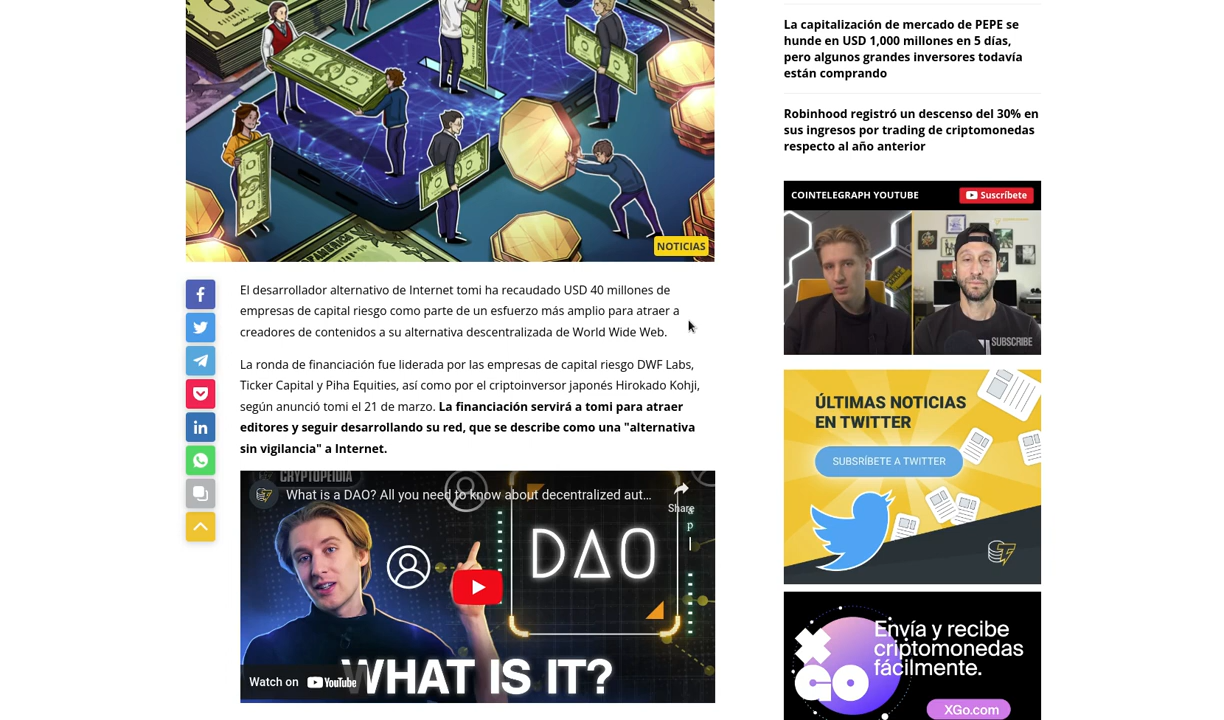 NOTICIAS
El desarrollador alternativo de Internet tomi ha recaudado USD 40 millones de
empresas de capital riesgo como parte de un esfuerzo más amplio para atraer a
creadores de contenidos a su alternativa descentralizada de World Wide Web.
La ronda de financiación fue liderada por las empresas de capital riesgo DWF Labs,
Ticker Capital y Piha Equities, así como por el criptoinversor japonés Hirokado Kohji,
según anunció tomi el 21 de marzo. La financiación servirá a tomi para atraer
editores y seguir desarrollando su red, que se describe como una "alternativa
sin vigilancia" a Internet.
CRYPTOPEDIA
What is a DAO? All you need to know about decentralized aut...
Share
DAO
WHAT IS IT?
Watch on YouTube
La capitalización de mercado de PEPE se
hunde en USD 1,000 millones en 5 días,
pero algunos grandes inversores todavía
están comprando
Robinhood registró un descenso del 30% en
sus ingresos por trading de criptomonedas
respecto al año anterior
COINTELEGRAPH YOUTUBE
Suscríbete
SUBSCRIBE
ÚLTIMAS NOTICIAS
EN TWITTER
SUBSRÍBETE A TWITTER
Envía y recibe
criptomonedas
fácilmente.
XGO
XGo.com